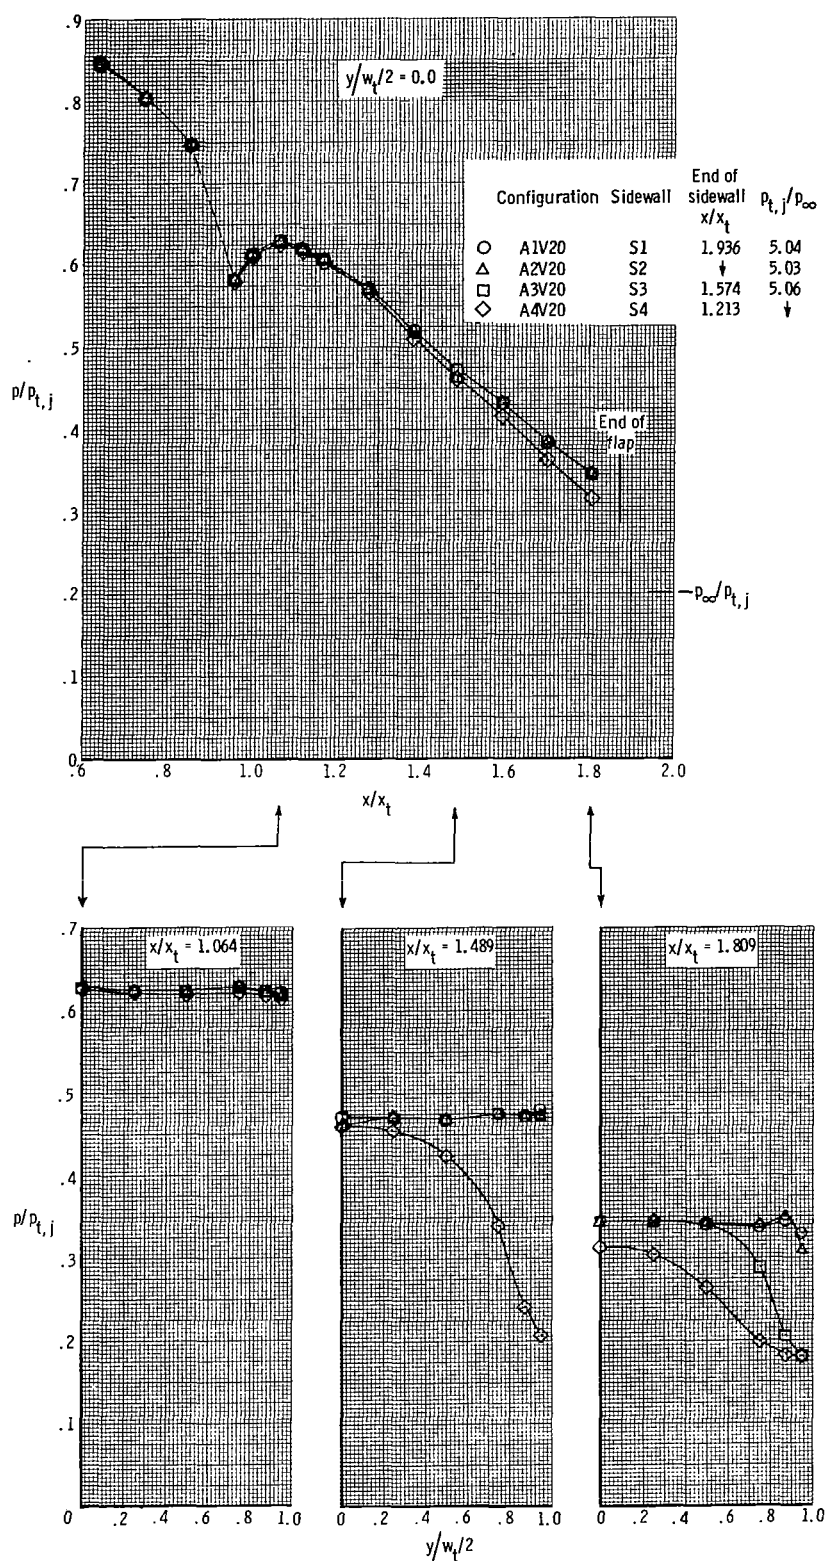 .9
.8
.7
.6
.5
.4
.3
.2
.1
0
p/p_t,j
y/w_t/2 = 0.0
Configuration Sidewall End of sidewall x/x_t p_t,j/p_∞
○ A1V20 S1 1.936 5.04
△ A2V20 S2 ↓ 5.03
□ A3V20 S3 1.574 5.06
◇ A4V20 S4 1.213 ↓
End of
flap
p_∞/p_t,j
.6 1.0 1.2 1.4 1.6 1.8 2.0
x/x_t
.7
.6
.5
.4
.3
.2
.1
p/p_t,j
x/x_t = 1.064
x/x_t = 1.489
x/x_t = 1.809
0 .2 .4 .6 .8 1.0
0 .2 .4 .6 .8 1.0
0 .2 .4 .6 .8 1.0
y/w_t/2